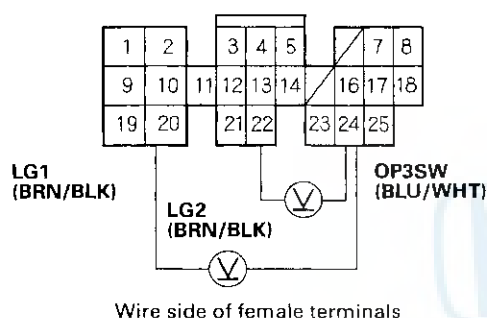 1 2 3 4 5 7 8
9 10 11 12 13 14 16 17 18
19 20 21 22 23 24 25
LG1
(BRN/BLK)
LG2
(BRN/BLK)
OP3SW
(BLU/WHT)
V
V
Wire side of female terminals